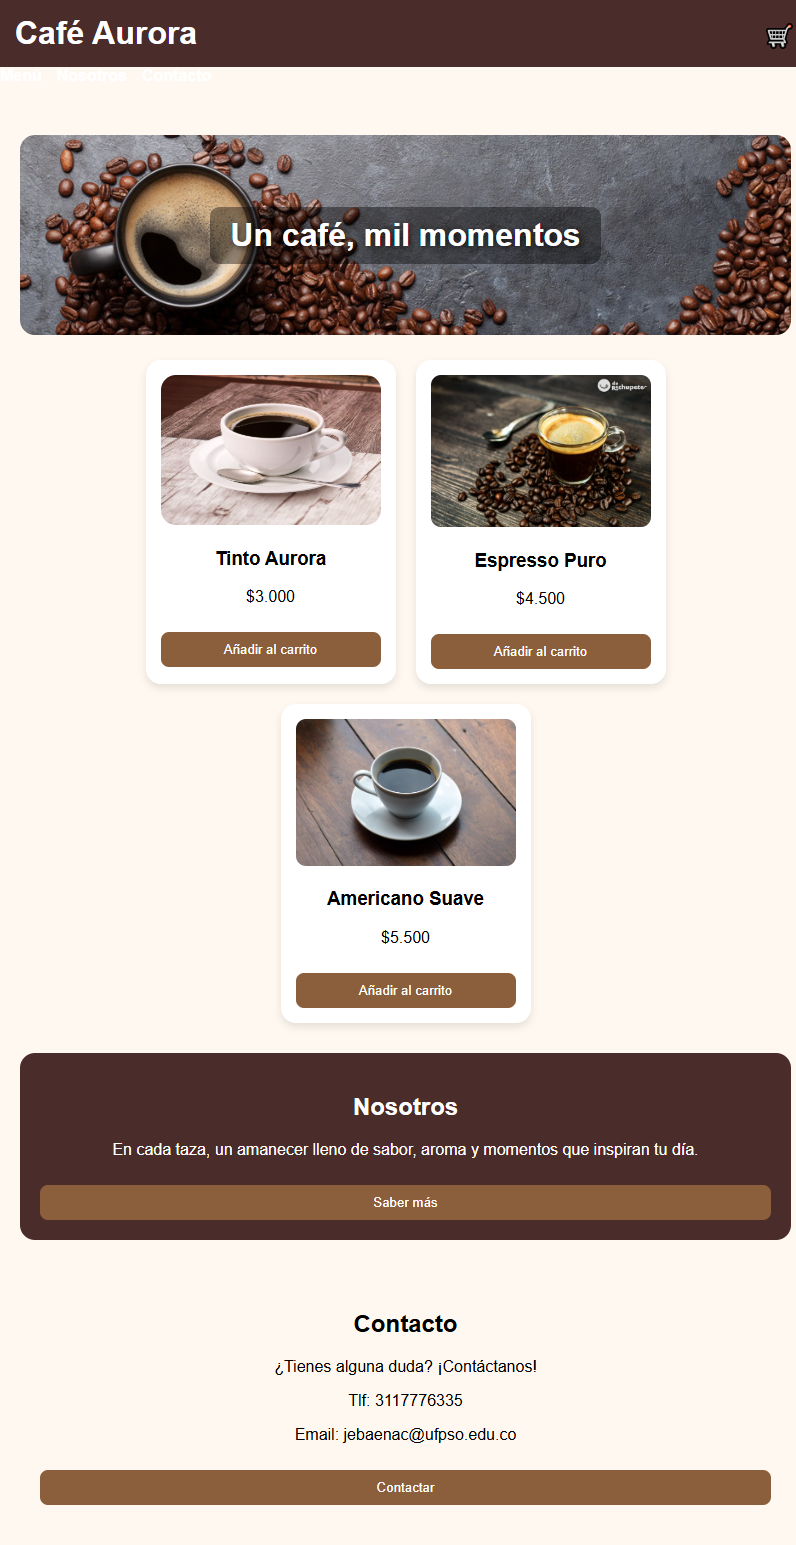 Café Aurora
Menú Nosotros Contacto
Un café, mil momentos
de Rechupete
Tinto Aurora
$3.000
Añadir al carrito
Espresso Puro
$4.500
Añadir al carrito
Americano Suave
$5.500
Añadir al carrito
Nosotros
En cada taza, un amanecer lleno de sabor, aroma y momentos que inspiran tu día.
Saber más
Contacto
¿Tienes alguna duda? ¡Contáctanos!
Tlf: 3117776335
Email: jebaenac@ufpso.edu.co
Contactar